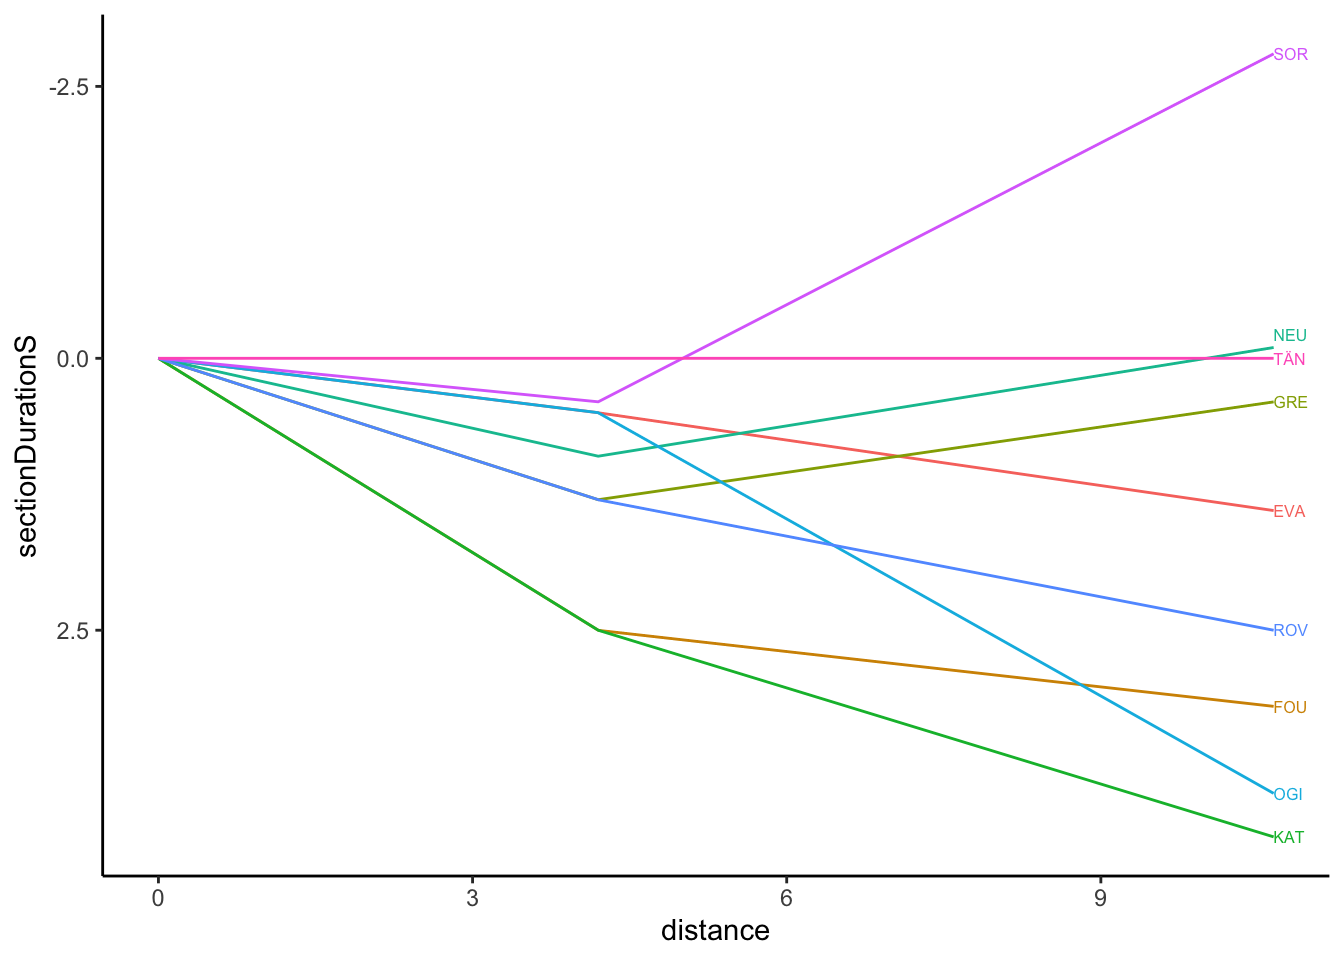 SOR
-2.5
NEU
0.0
TÄN
GRE
sectionDurationS
EVA
2.5
ROV
FOU
OGI
KAT
0 3 6 9
distance